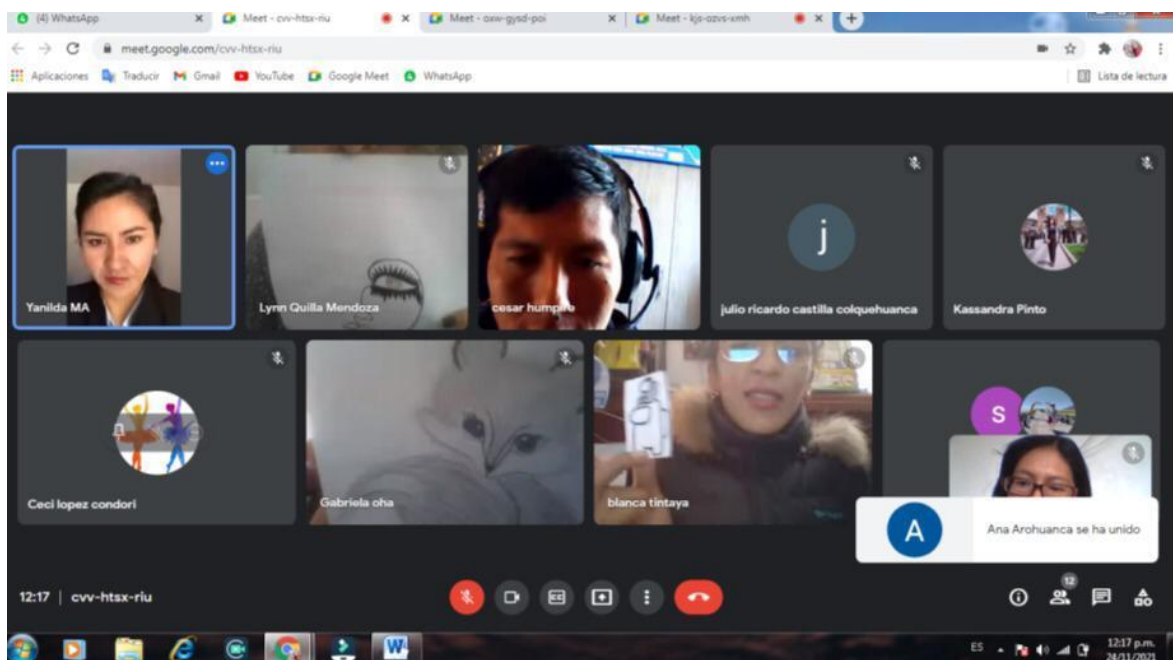 (4) WhatsApp
Meet - cvv-htsx-riu
Meet - oxw-gysd-poi
Meet - kjs-ozvs-xmh
meet.google.com/cvv-htsx-riu
Aplicaciones
Traducir
Gmail
YouTube
Google Meet
WhatsApp
Lista de lectura
Yanilda MA
Lynn Quilla Mendoza
cesar humpire
j
julio ricardo castilla colquehuanca
Kassandra Pinto
Ceci lopez condori
Gabriela oha
blanca tintaya
S
A
Ana Arohuanca se ha unido
12:17 | cvv-htsx-riu
12
ES
12:17 p.m.
24/11/2021